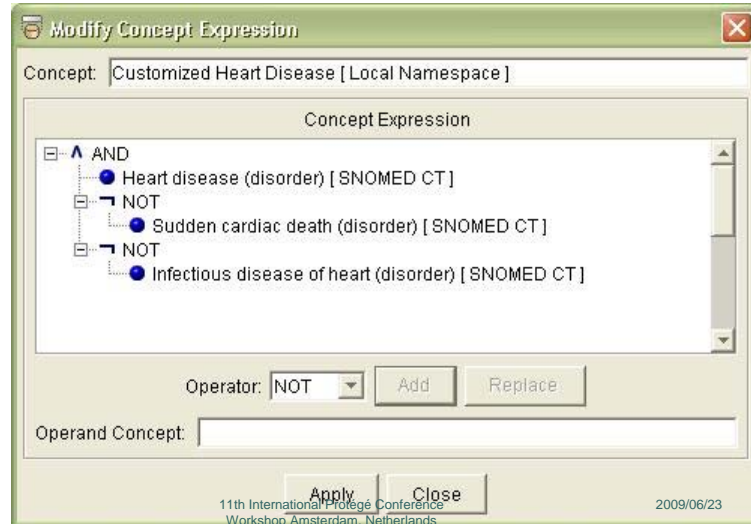 Modify Concept Expression
Concept: Customized Heart Disease [ Local Namespace ]
Concept Expression
AND
Heart disease (disorder) [ SNOMED CT ]
NOT
Sudden cardiac death (disorder) [ SNOMED CT ]
NOT
Infectious disease of heart (disorder) [ SNOMED CT ]
Operator: NOT Add Replace
Operand Concept:
Apply Close
11th International Protégé Conference 2009/06/23
Workshop Amsterdam, Netherlands